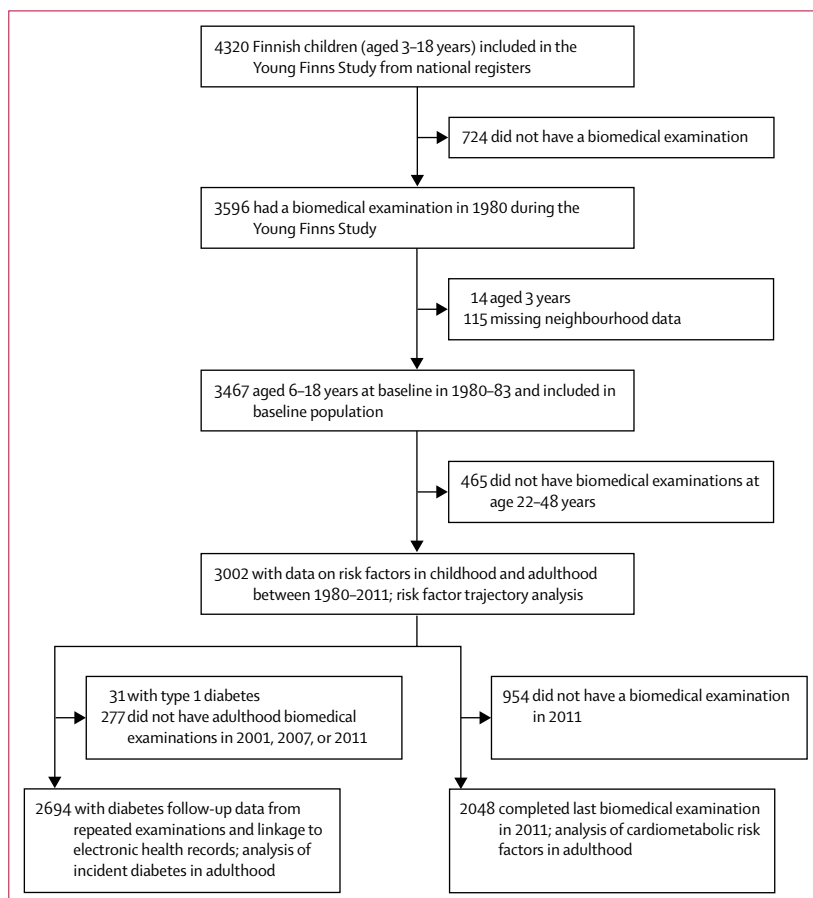 4320 Finnish children (aged 3–18 years) included in the
Young Finns Study from national registers
724 did not have a biomedical examination
3596 had a biomedical examination in 1980 during the
Young Finns Study
14 aged 3 years
115 missing neighbourhood data
3467 aged 6–18 years at baseline in 1980–83 and included in
baseline population
465 did not have biomedical examinations at
age 22–48 years
3002 with data on risk factors in childhood and adulthood
between 1980–2011; risk factor trajectory analysis
31 with type 1 diabetes
277 did not have adulthood biomedical
examinations in 2001, 2007, or 2011
954 did not have a biomedical examination
in 2011
2694 with diabetes follow-up data from
repeated examinations and linkage to
electronic health records; analysis of
incident diabetes in adulthood
2048 completed last biomedical examination
in 2011; analysis of cardiometabolic risk
factors in adulthood